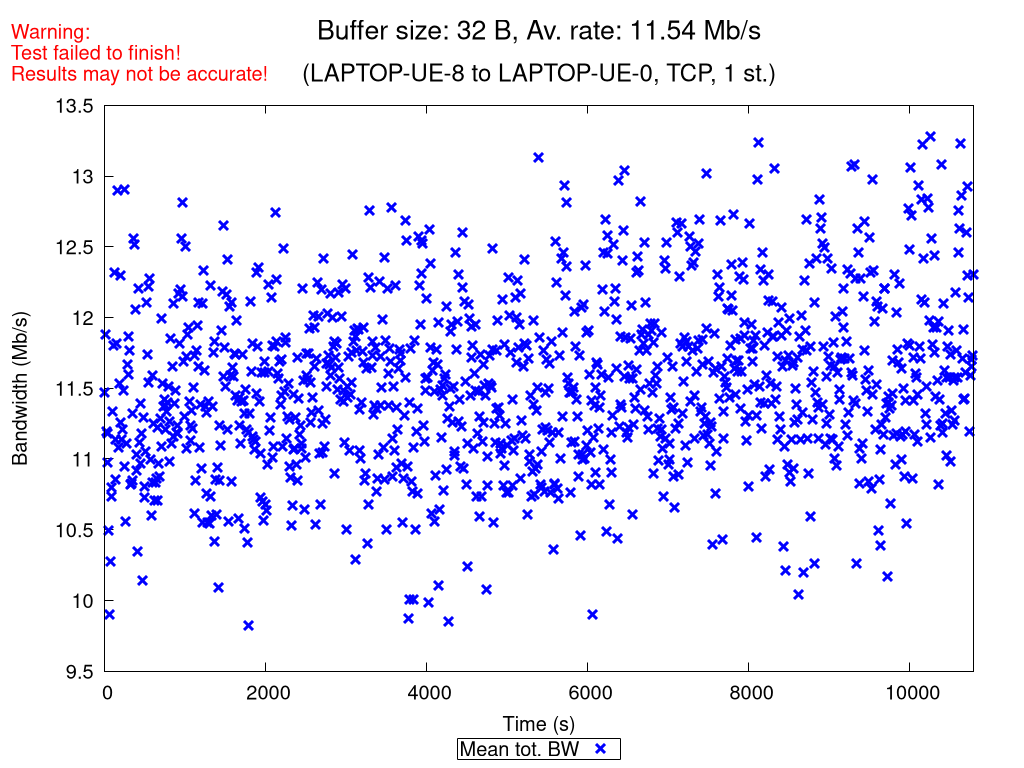 Warning:
Test failed to finish!
Results may not be accurate!
Buffer size: 32 B, Av. rate: 11.54 Mb/s
(LAPTOP-UE-8 to LAPTOP-UE-0, TCP, 1 st.)
13.5
13
12.5
12
11.5
11
10.5
10
9.5
Bandwidth (Mb/s)
0 2000 4000 6000 8000 10000
Time (s)
Mean tot. BW